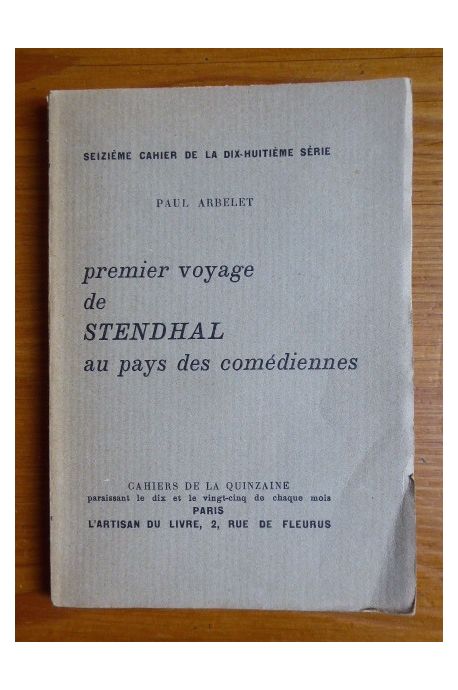 SEIZIÈME CAHIER DE LA DIX-HUITIÈME SÉRIE
PAUL ARBELET
premier voyage
de
STENDHAL
au pays des comédiennes
CAHIERS DE LA QUINZAINE
paraissant le dix et le vingt-cinq de chaque mois
PARIS
L'ARTISAN DU LIVRE, 2, RUE DE FLEURUS